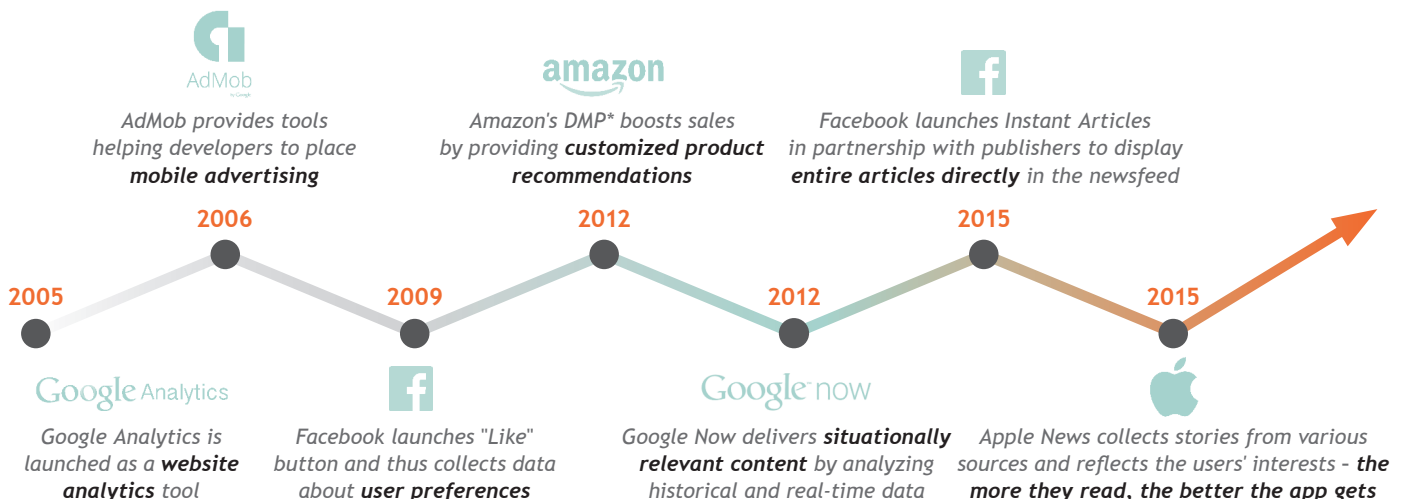 AdMob
by Google
AdMob provides tools
helping developers to place
mobile advertising
amazon
Amazon's DMP* boosts sales
by providing customized product
recommendations
Facebook launches Instant Articles
in partnership with publishers to display
entire articles directly in the newsfeed
2005
2006
2009
2012
2012
2015
2015
Google Analytics
Google Analytics is
launched as a website
analytics tool
f
Facebook launches "Like"
button and thus collects data
about user preferences
Google now
Google Now delivers situationally
relevant content by analyzing
historical and real-time data
Apple News collects stories from various
sources and reflects the users' interests – the
more they read, the better the app gets